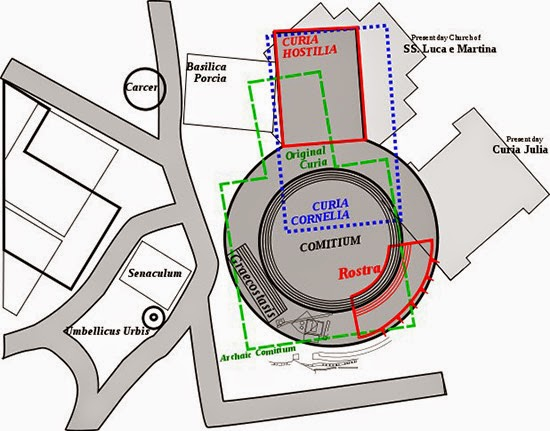 CURIA
HOSTILIA
Present day Church of
SS. Luca e Martina
Basilica
Porcia
Carcer
Present day
Curia Julia
Original
Curia
CURIA
CORNELIA
COMITIUM
Graecostasis
Rostra
Senaculum
Umbellicus Urbis
Archaic Comitium